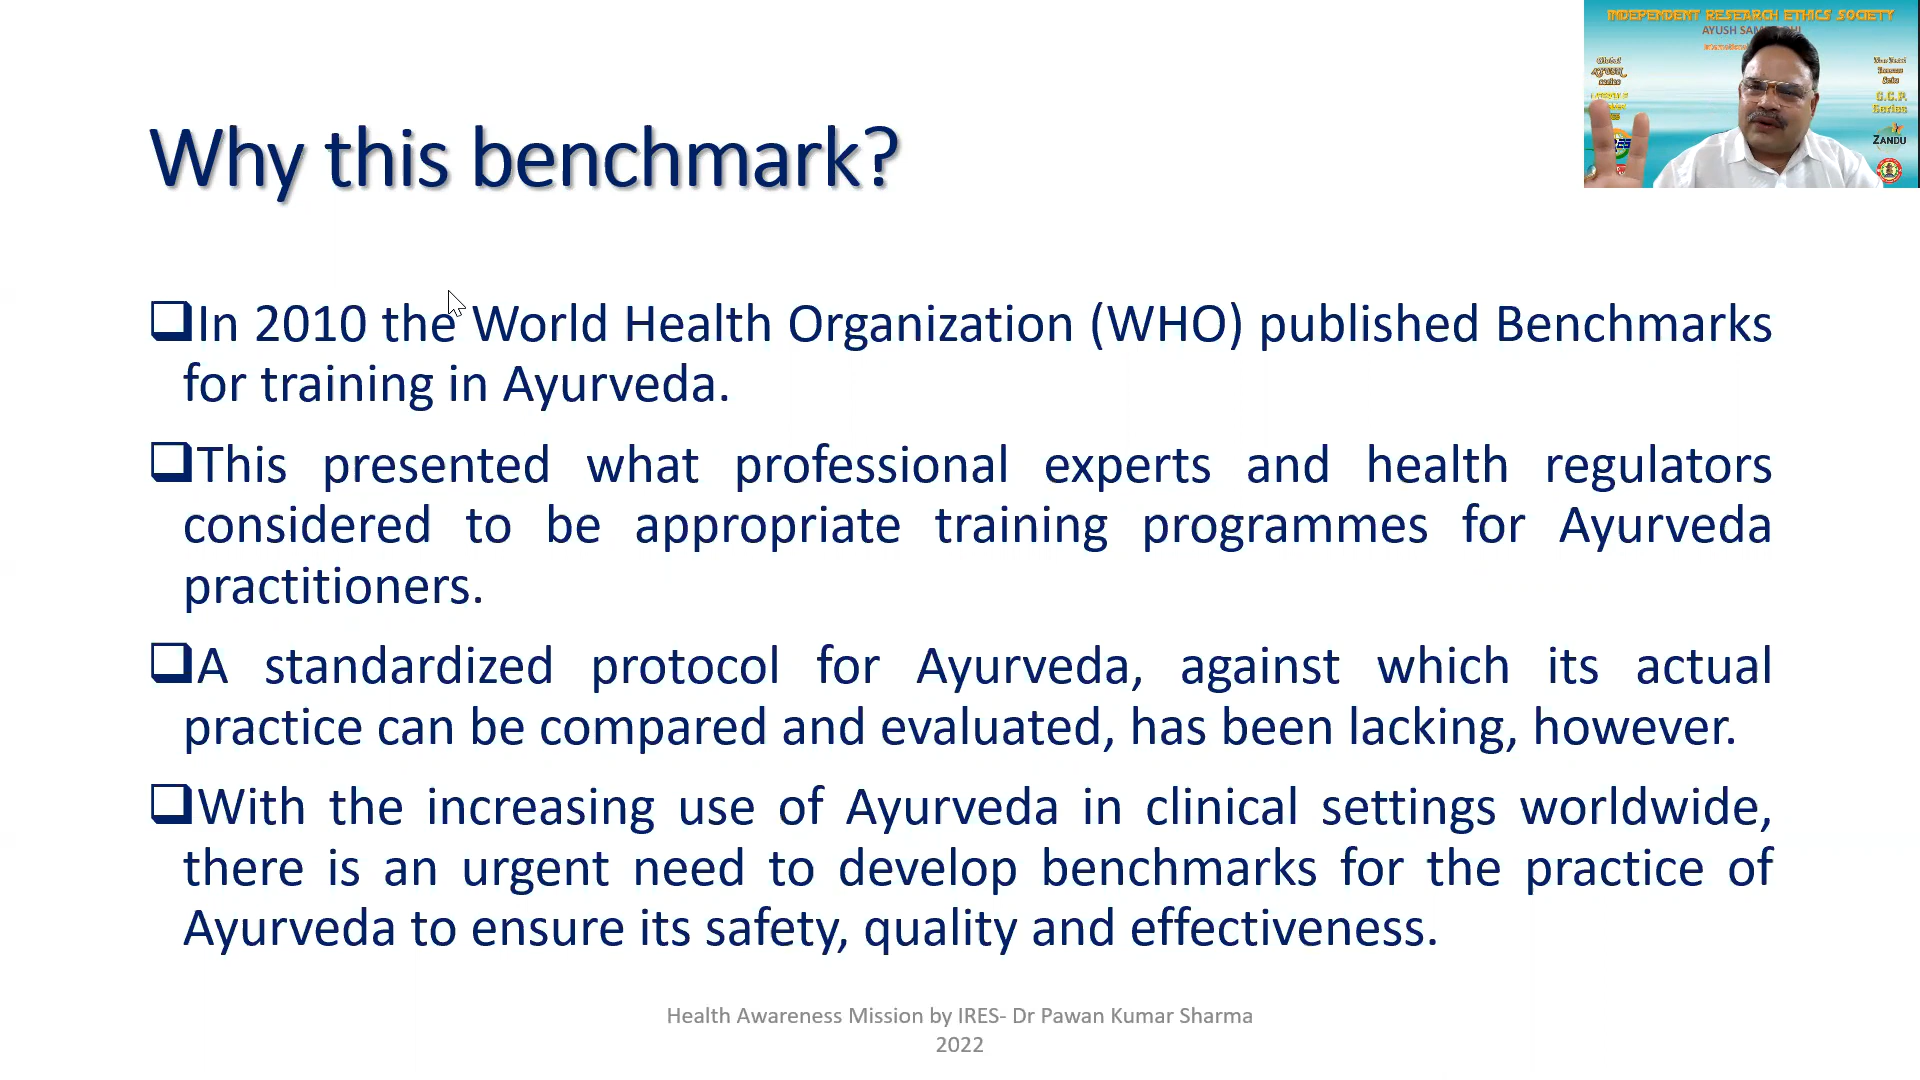 Why this benchmark?
In 2010 the World Health Organization (WHO) published Benchmarks
for training in Ayurveda.
This presented what professional experts and health regulators
considered to be appropriate training programmes for Ayurveda
practitioners.
A standardized protocol for Ayurveda, against which its actual
practice can be compared and evaluated, has been lacking, however.
With the increasing use of Ayurveda in clinical settings worldwide,
there is an urgent need to develop benchmarks for the practice of
Ayurveda to ensure its safety, quality and effectiveness.
Health Awareness Mission by IRES- Dr Pawan Kumar Sharma
2022
INDEPENDENT RESEARCH ETHICS SOCIETY
AYUSH
Global
AYUSH
series
C.C.P.
Series
ZANDU